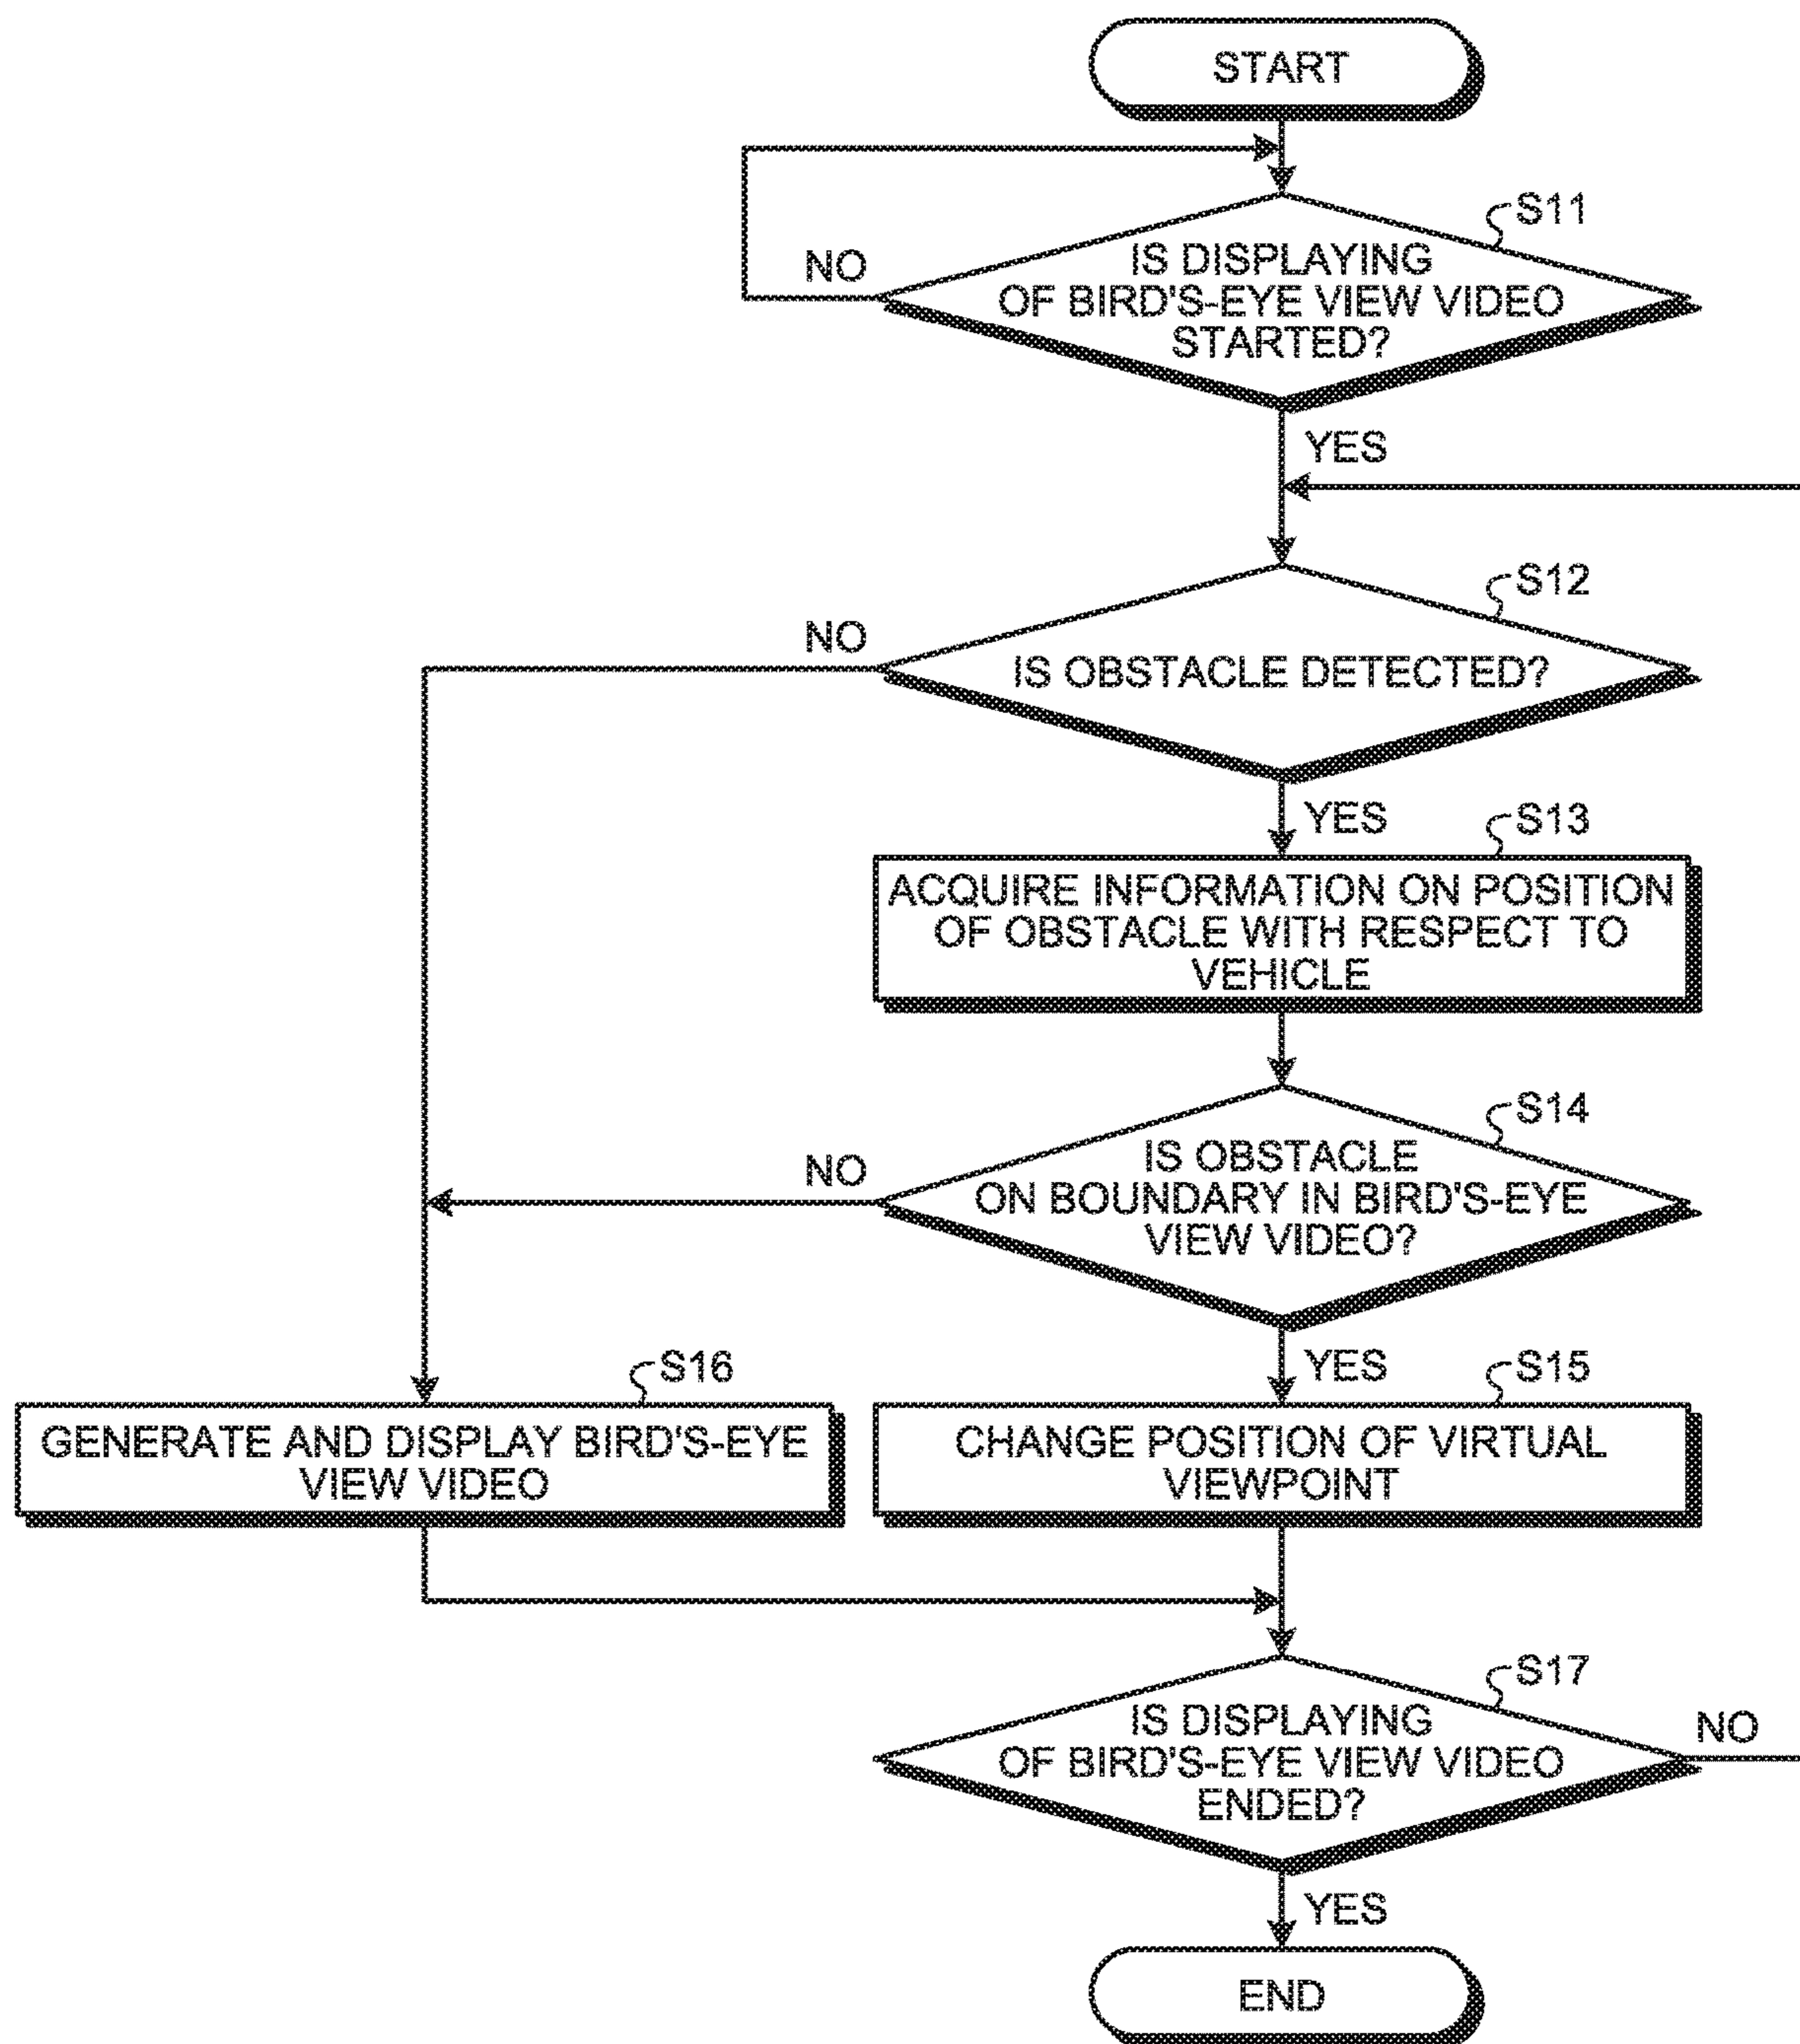 START
S11
IS DISPLAYING
OF BIRD'S-EYE VIEW VIDEO
STARTED?
NO
YES
S12
IS OBSTACLE DETECTED?
NO
YES
S13
ACQUIRE INFORMATION ON POSITION
OF OBSTACLE WITH RESPECT TO
VEHICLE
S14
IS OBSTACLE
ON BOUNDARY IN BIRD'S-EYE
VIEW VIDEO?
NO
YES
S16
GENERATE AND DISPLAY BIRD'S-EYE
VIEW VIDEO
S15
CHANGE POSITION OF VIRTUAL
VIEWPOINT
S17
IS DISPLAYING
OF BIRD'S-EYE VIEW VIDEO
ENDED?
NO
YES
END